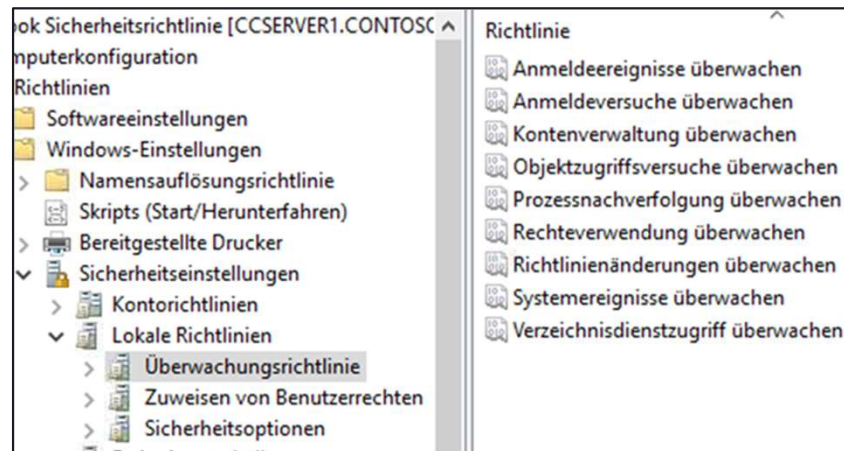 ook Sicherheitsrichtlinie [CCSERVER1.CONTOSO
mputerkonfiguration
Richtlinien
Softwareeinstellungen
Windows-Einstellungen
Namensauflösungsrichtlinie
Skripts (Start/Herunterfahren)
Bereitgestellte Drucker
Sicherheitseinstellungen
Kontorichtlinien
Lokale Richtlinien
Überwachungsrichtlinie
Zuweisen von Benutzerrechten
Sicherheitsoptionen
Richtlinie
Anmeldeereignisse überwachen
Anmeldeversuche überwachen
Kontenverwaltung überwachen
Objektzugriffsversuche überwachen
Prozessnachverfolgung überwachen
Rechteverwendung überwachen
Richtlinienänderungen überwachen
Systemereignisse überwachen
Verzeichnisdienstzugriff überwachen